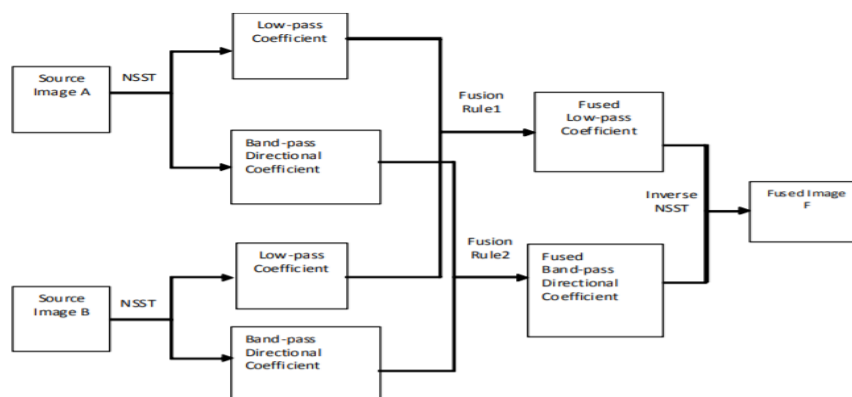 Low-pass
Coefficient
Source
Image A
NSST
Band-pass
Directional
Coefficient
Fusion
Rule1
Fused
Low-pass
Coefficient
Inverse
NSST
Fused Image
F
Low-pass
Coefficient
Fusion
Rule2
Fused
Band-pass
Directional
Coefficient
Source
Image B
NSST
Band-pass
Directional
Coefficient